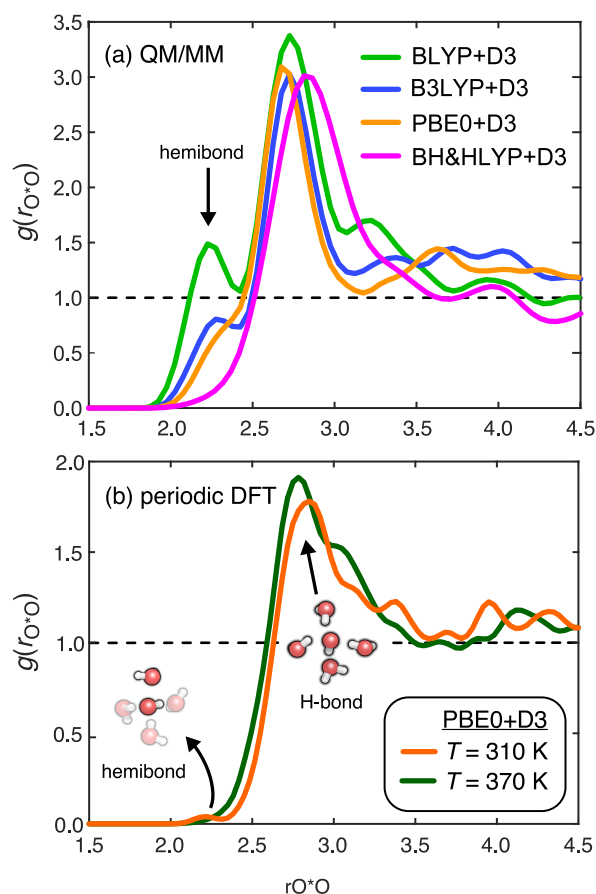 (a) QM/MM
BLYP+D3
B3LYP+D3
PBE0+D3
BH&HLYP+D3
hemibond
g(rO*O)
3.5
3.0
2.5
2.0
1.5
1.0
0.5
0.0
1.5 2.0 2.5 3.0 3.5 4.0 4.5
(b) periodic DFT
g(rO*O)
2.0
1.5
1.0
0.5
0.0
H-bond
hemibond
PBE0+D3
T = 310 K
T = 370 K
1.5 2.0 2.5 3.0 3.5 4.0 4.5
rO*O